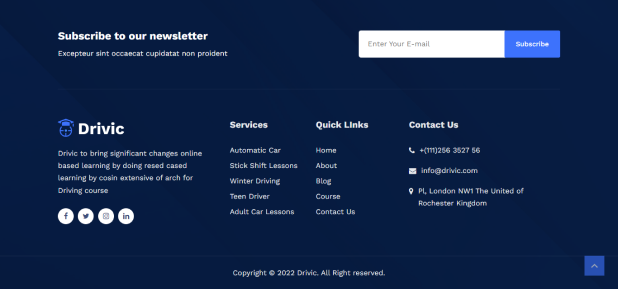 Subscribe to our newsletter
Excepteur sint occaecat cupidatat non proident
Enter Your E-mail
Subscribe
Drivic
Drivic to bring significant changes online
based learning by doing resed cased
learning by cosin extensive of arch for
Driving course
Services
Automatic Car
Stick Shift Lessons
Winter Driving
Teen Driver
Adult Car Lessons
Quick LInks
Home
About
Blog
Course
Contact Us
Contact Us
+(111)256 3527 56
info@drivic.com
Pl, London NW1 The United of
Rochester Kingdom
Copyright © 2022 Drivic. All Right reserved.